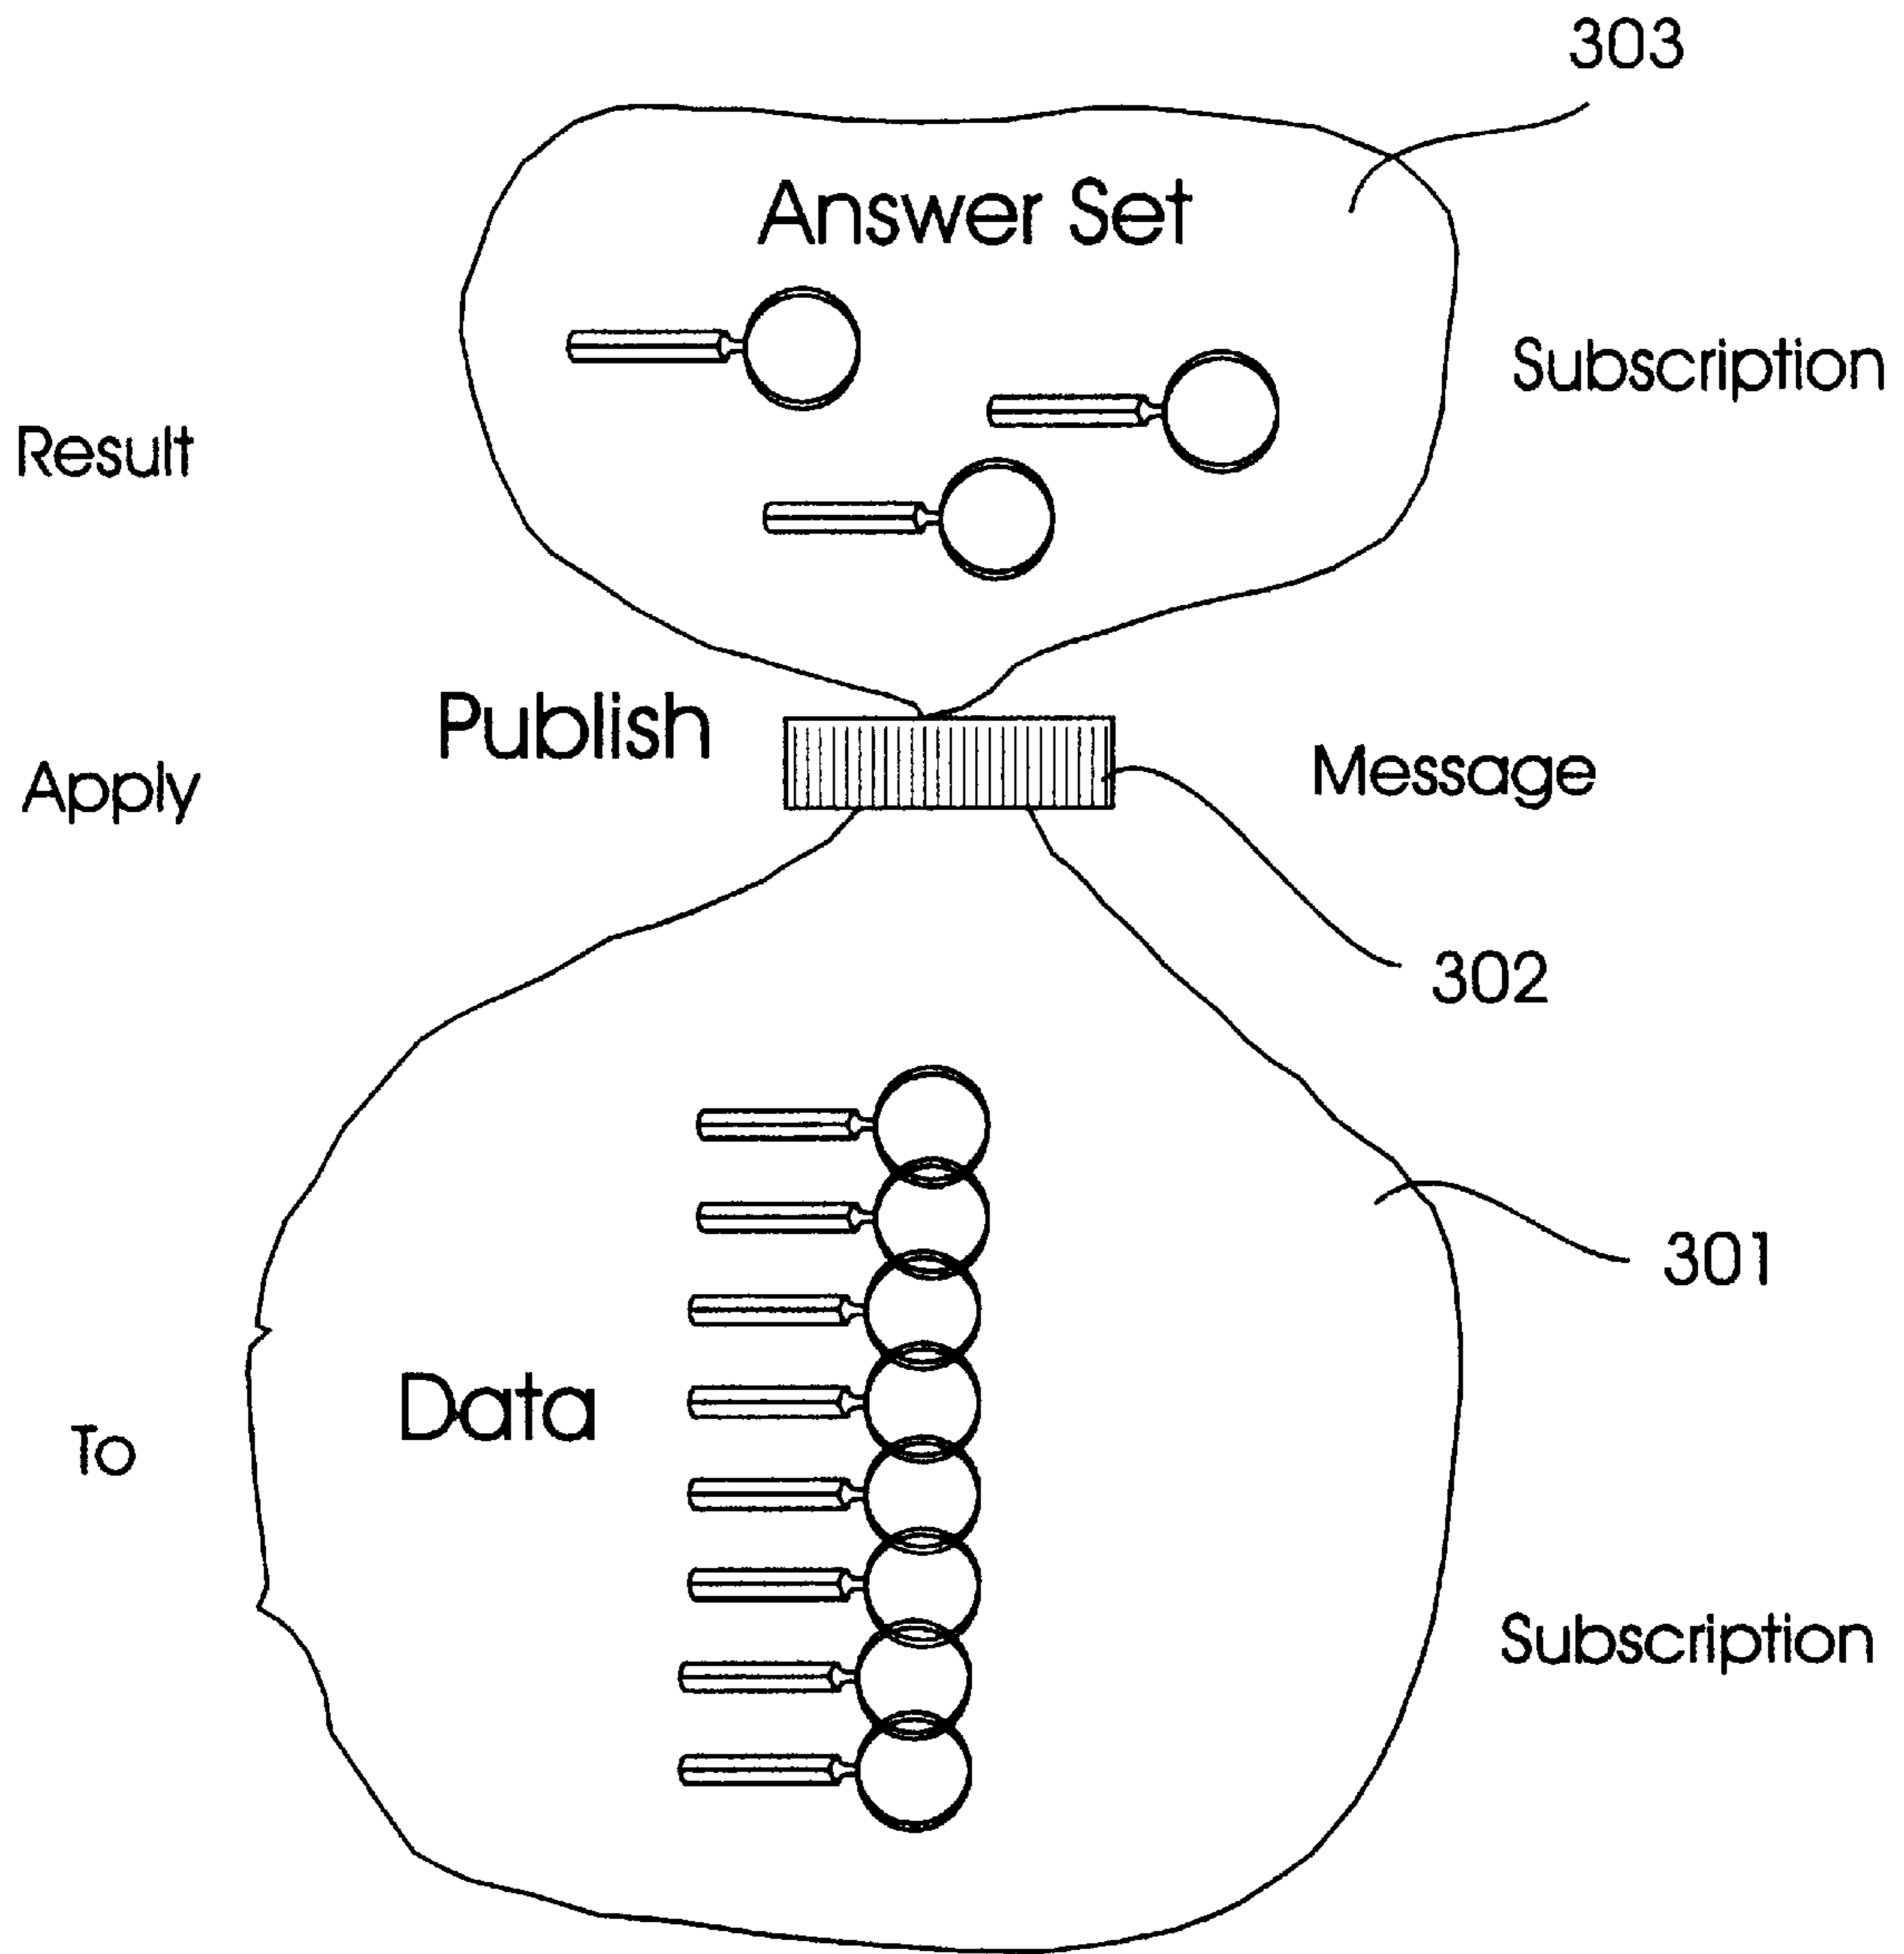 303
Answer Set
Subscription
Result
Publish
Apply
Message
302
301
Data
To
Subscription